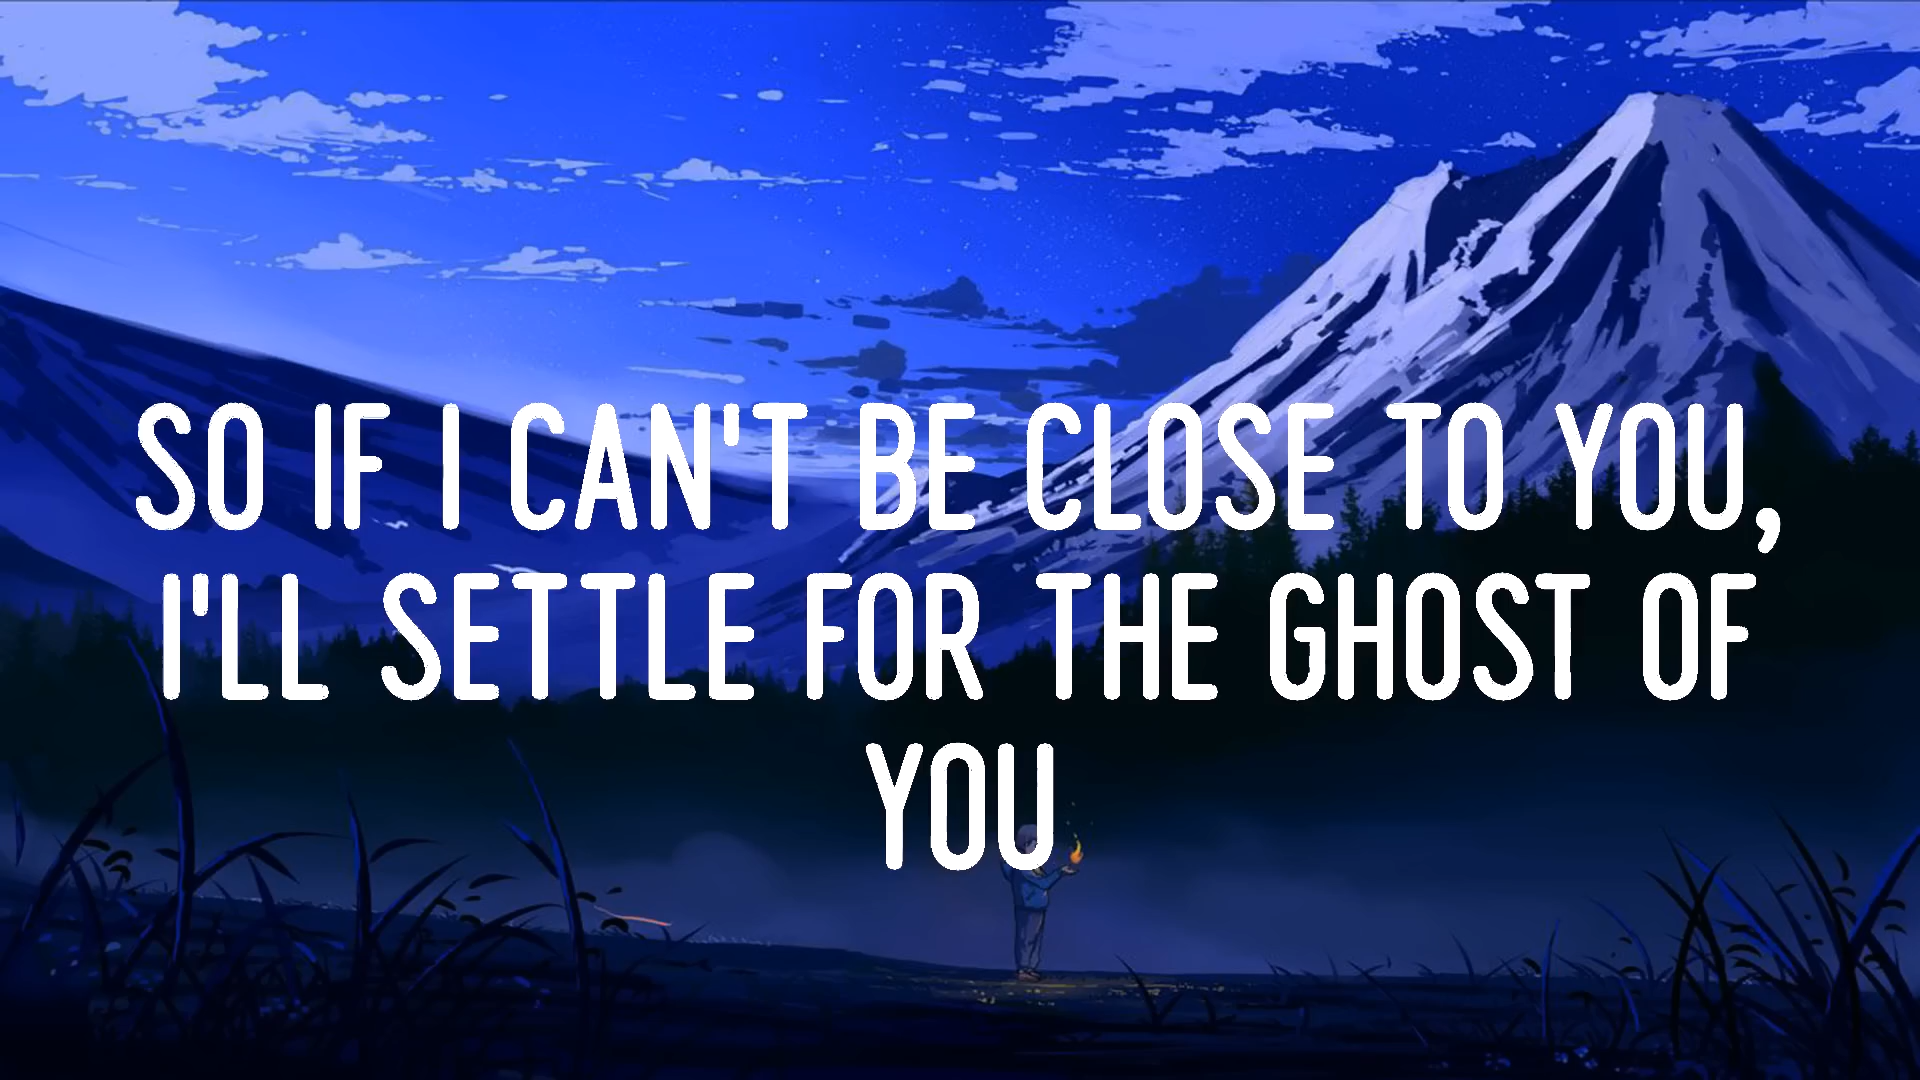 SO IF I CAN'T BE CLOSE TO YOU,
I'LL SETTLE FOR THE GHOST OF
YOU